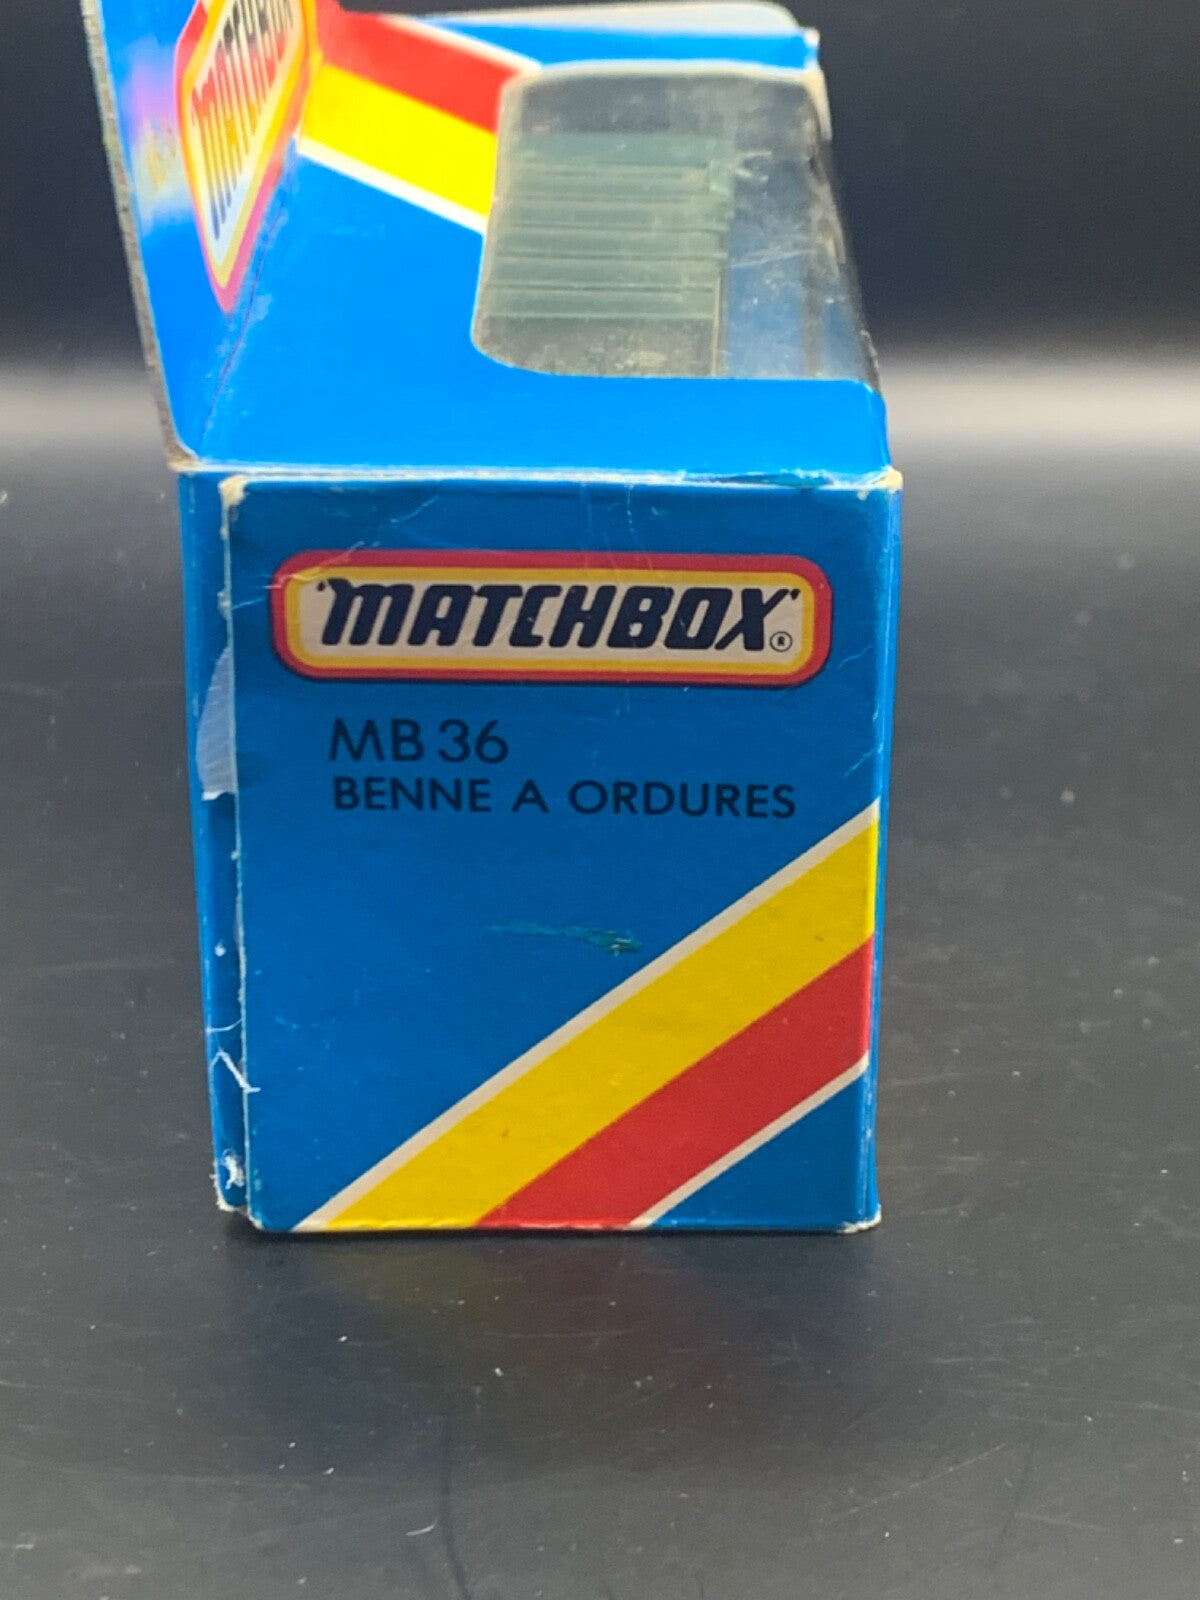 MATCHBOX
'MATCHBOX'®
MB 36
BENNE A ORDURES